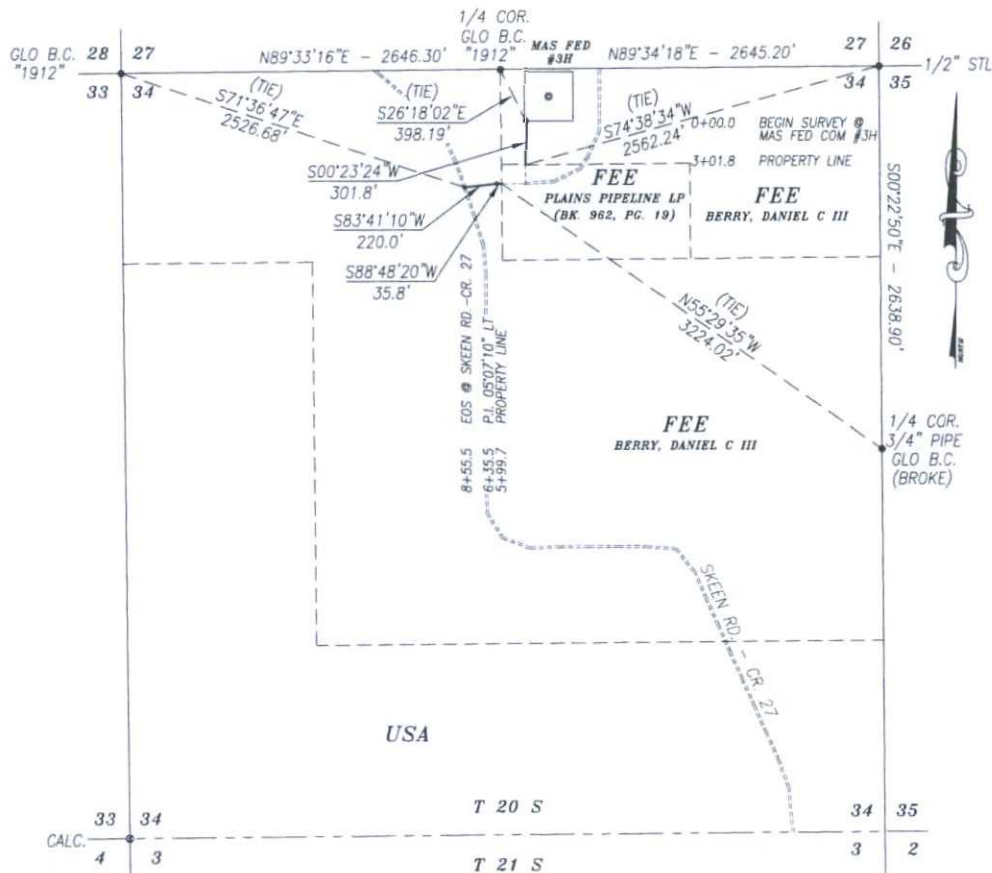 1/4 COR.
GLO B.C.
"1912"
GLO B.C.
"1912"
28
27
33
34
N89°33'16"E - 2646.30'
MAS FED
#3H
N89°34'18"E - 2645.20'
27
26
34
35
1/2" STL
(TIE)
S71°36'47"E
2526.68'
(TIE)
S26°18'02"E
398.19'
(TIE)
S74°38'34"W
2562.24'
0+00.0 BEGIN SURVEY @
MAS FED COM #3H
3+01.8 PROPERTY LINE
S00°23'24"W
301.8'
S83°41'10"W
220.0'
S88°48'20"W
35.8'
FEE
PLAINS PIPELINE LP
(BK. 962, PG. 19)
FEE
BERRY, DANIEL C III
S00°22'50"E - 2638.90'
NORTH
(TIE)
N55°29'35"W
3224.02'
8+55.5 EOS @ SKEEN RD.-CR. 27
6+35.5 P.I. 05°07'10" LT
5+99.7 PROPERTY LINE
FEE
BERRY, DANIEL C III
1/4 COR.
3/4" PIPE
GLO B.C.
(BROKE)
SKEEN RD. - CR. 27
USA
T 20 S
33
34
34
35
CALC.
4
3
3
2
T 21 S